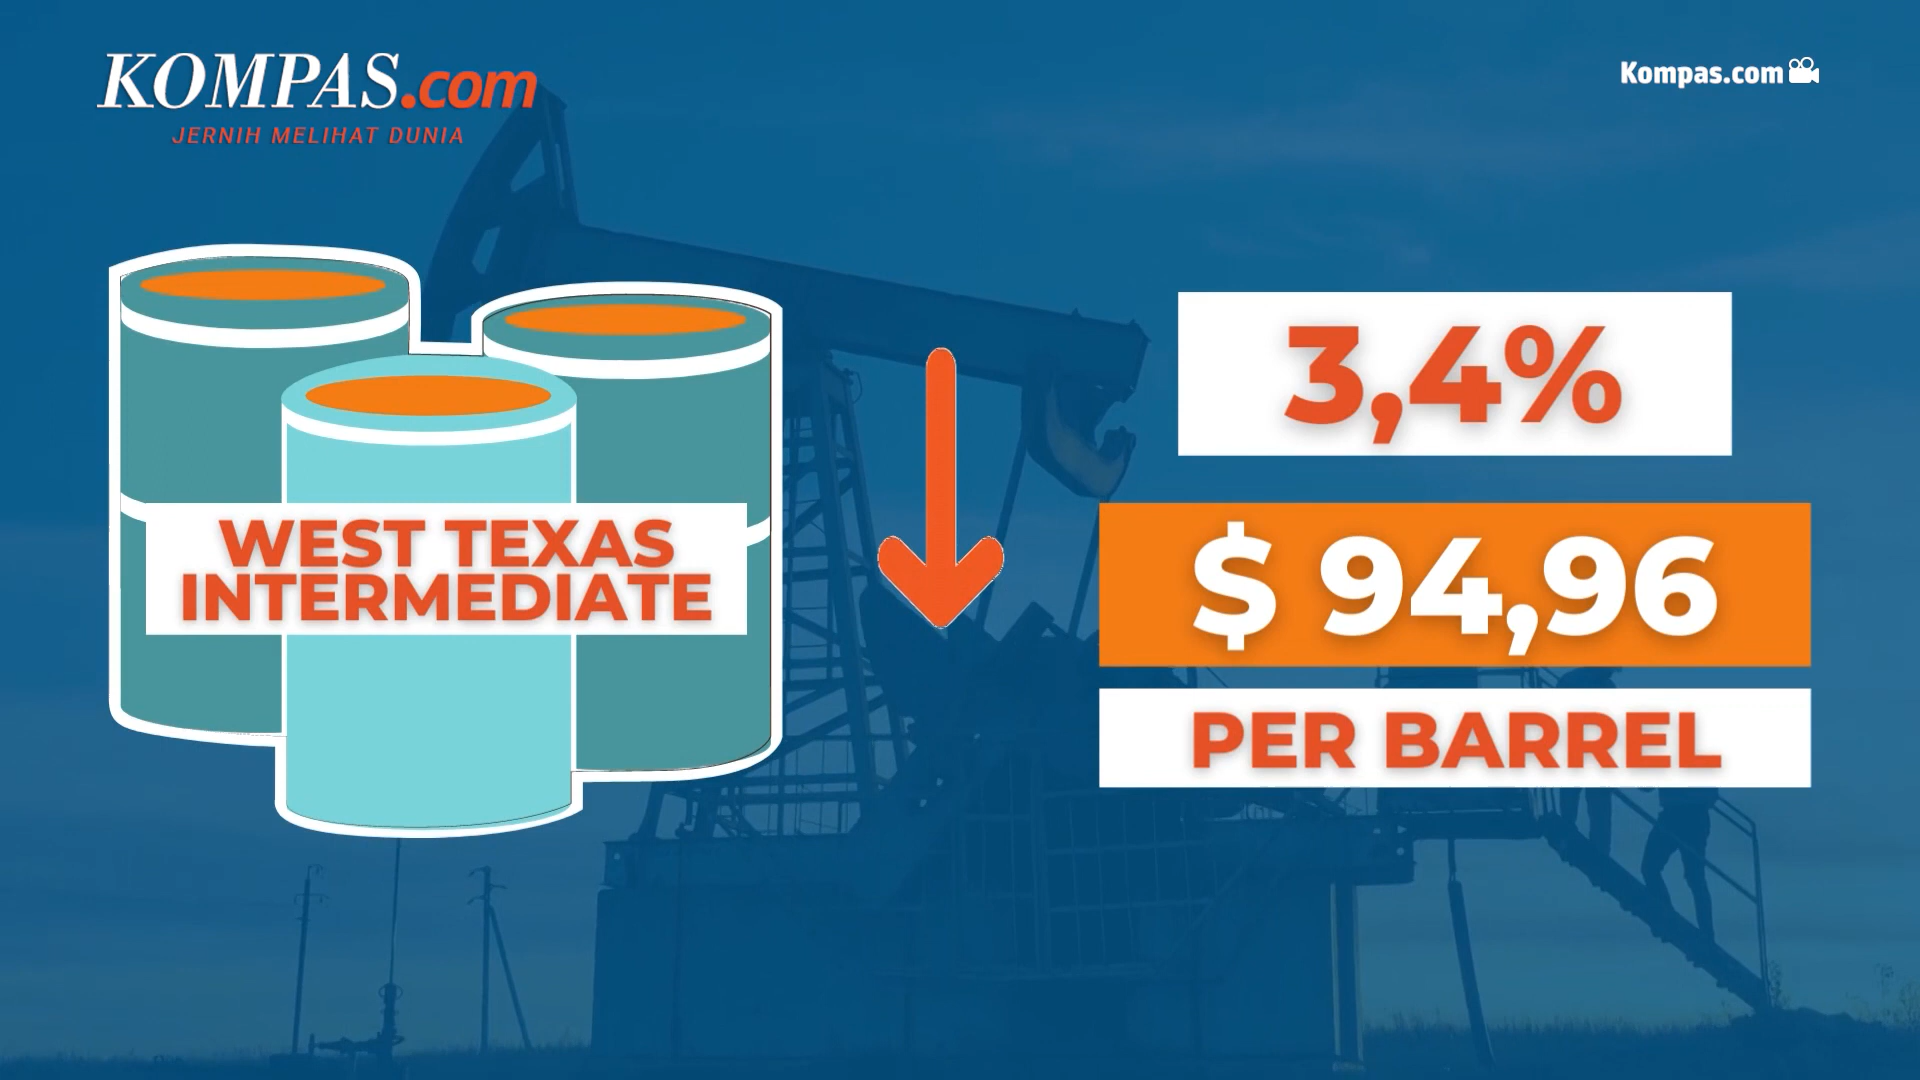 KOMPAS.com
JERNIH MELIHAT DUNIA
Kompas.com
WEST TEXAS
INTERMEDIATE
3,4%
$ 94,96
PER BARREL